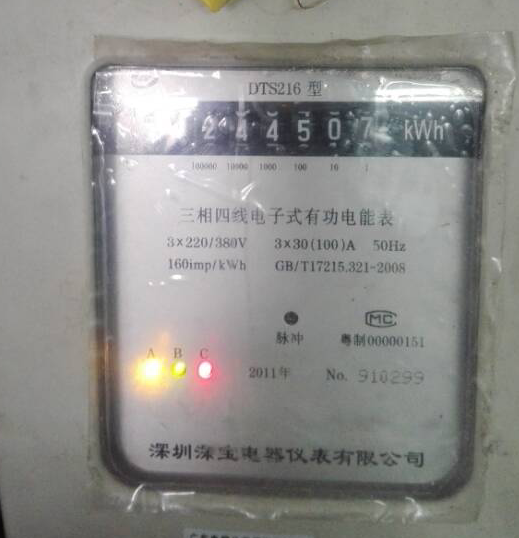 DTS216 型
244507 kWh
100000 10000 1000 100 10 1
三相四线电子式有功电能表
3×220/380V 3×30(100)A 50Hz
160imp/kWh GB/T17215.321-2008
MC
脉冲 粤制00000151
A B C
2011年 No. 910299
深圳深宝电器仪表有限公司